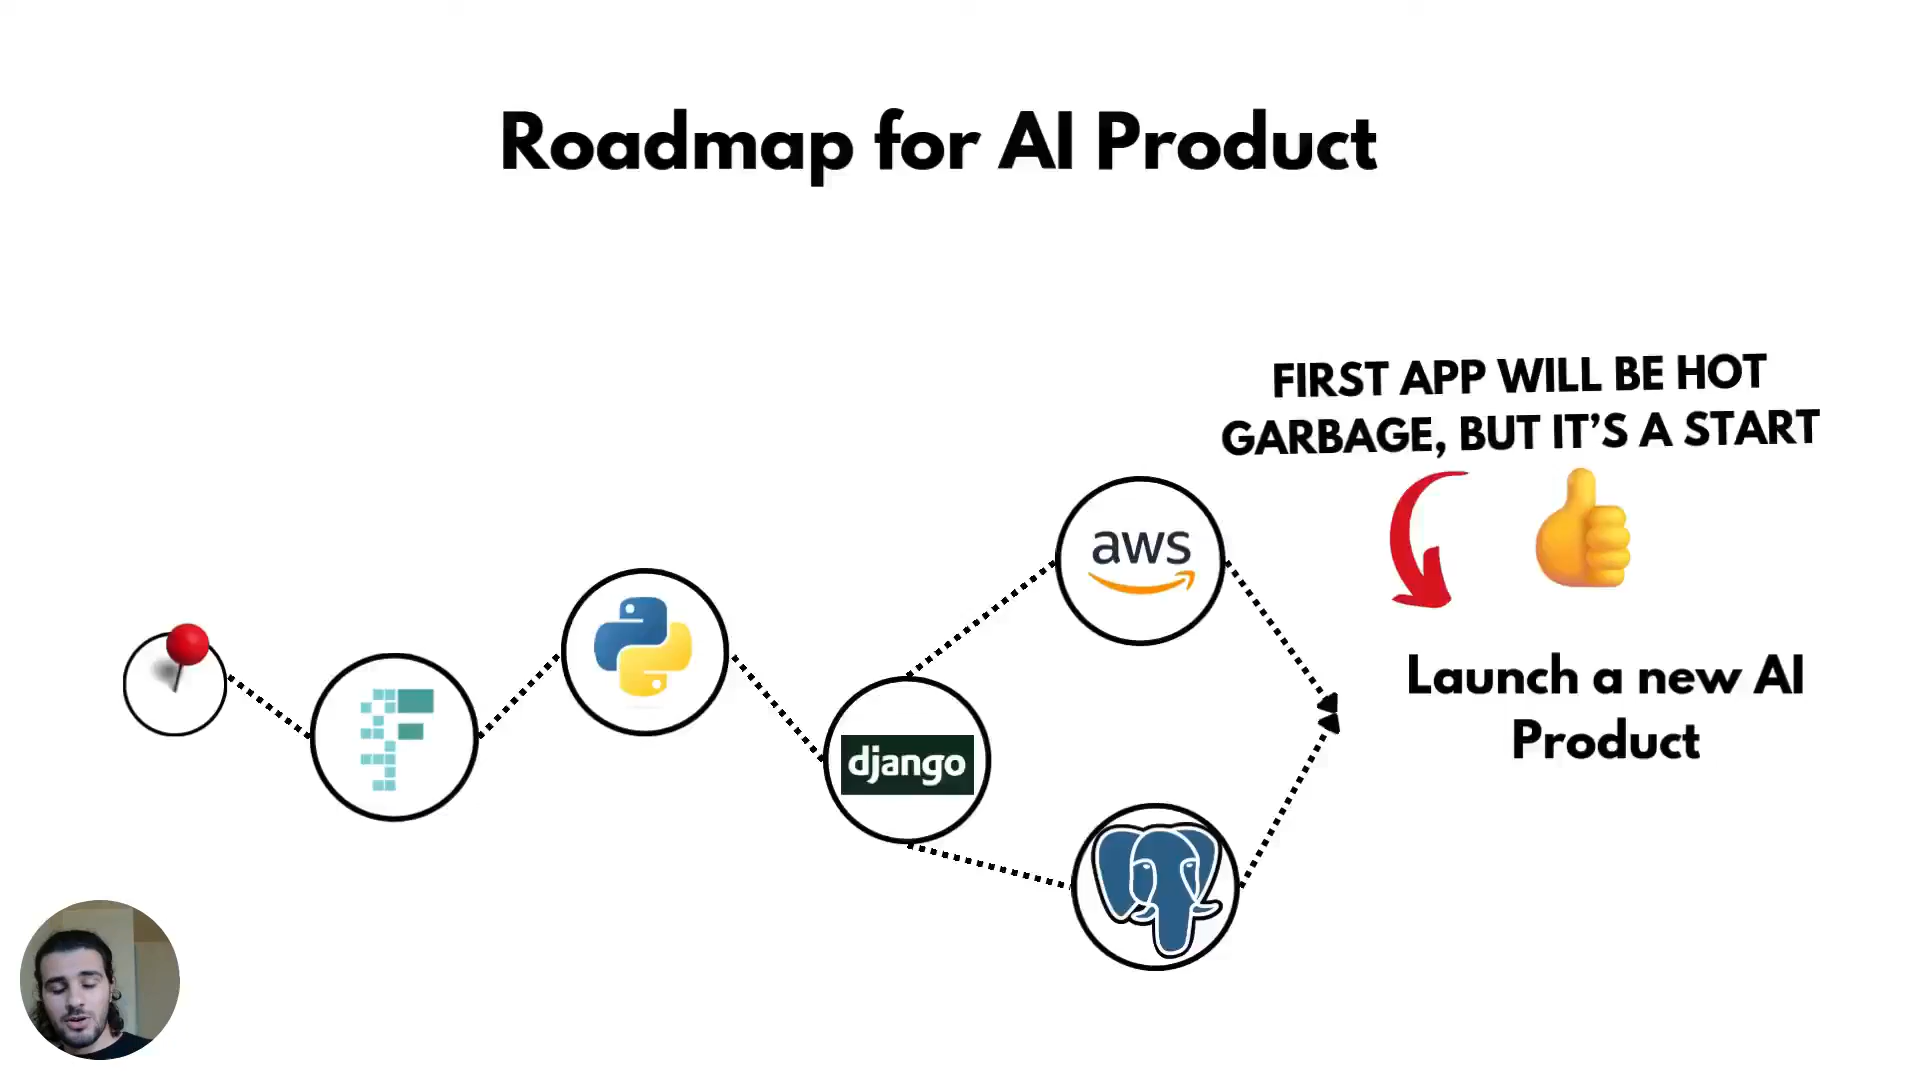 Roadmap for AI Product
FIRST APP WILL BE HOT
GARBAGE, BUT IT’S A START
aws
django
Launch a new AI
Product